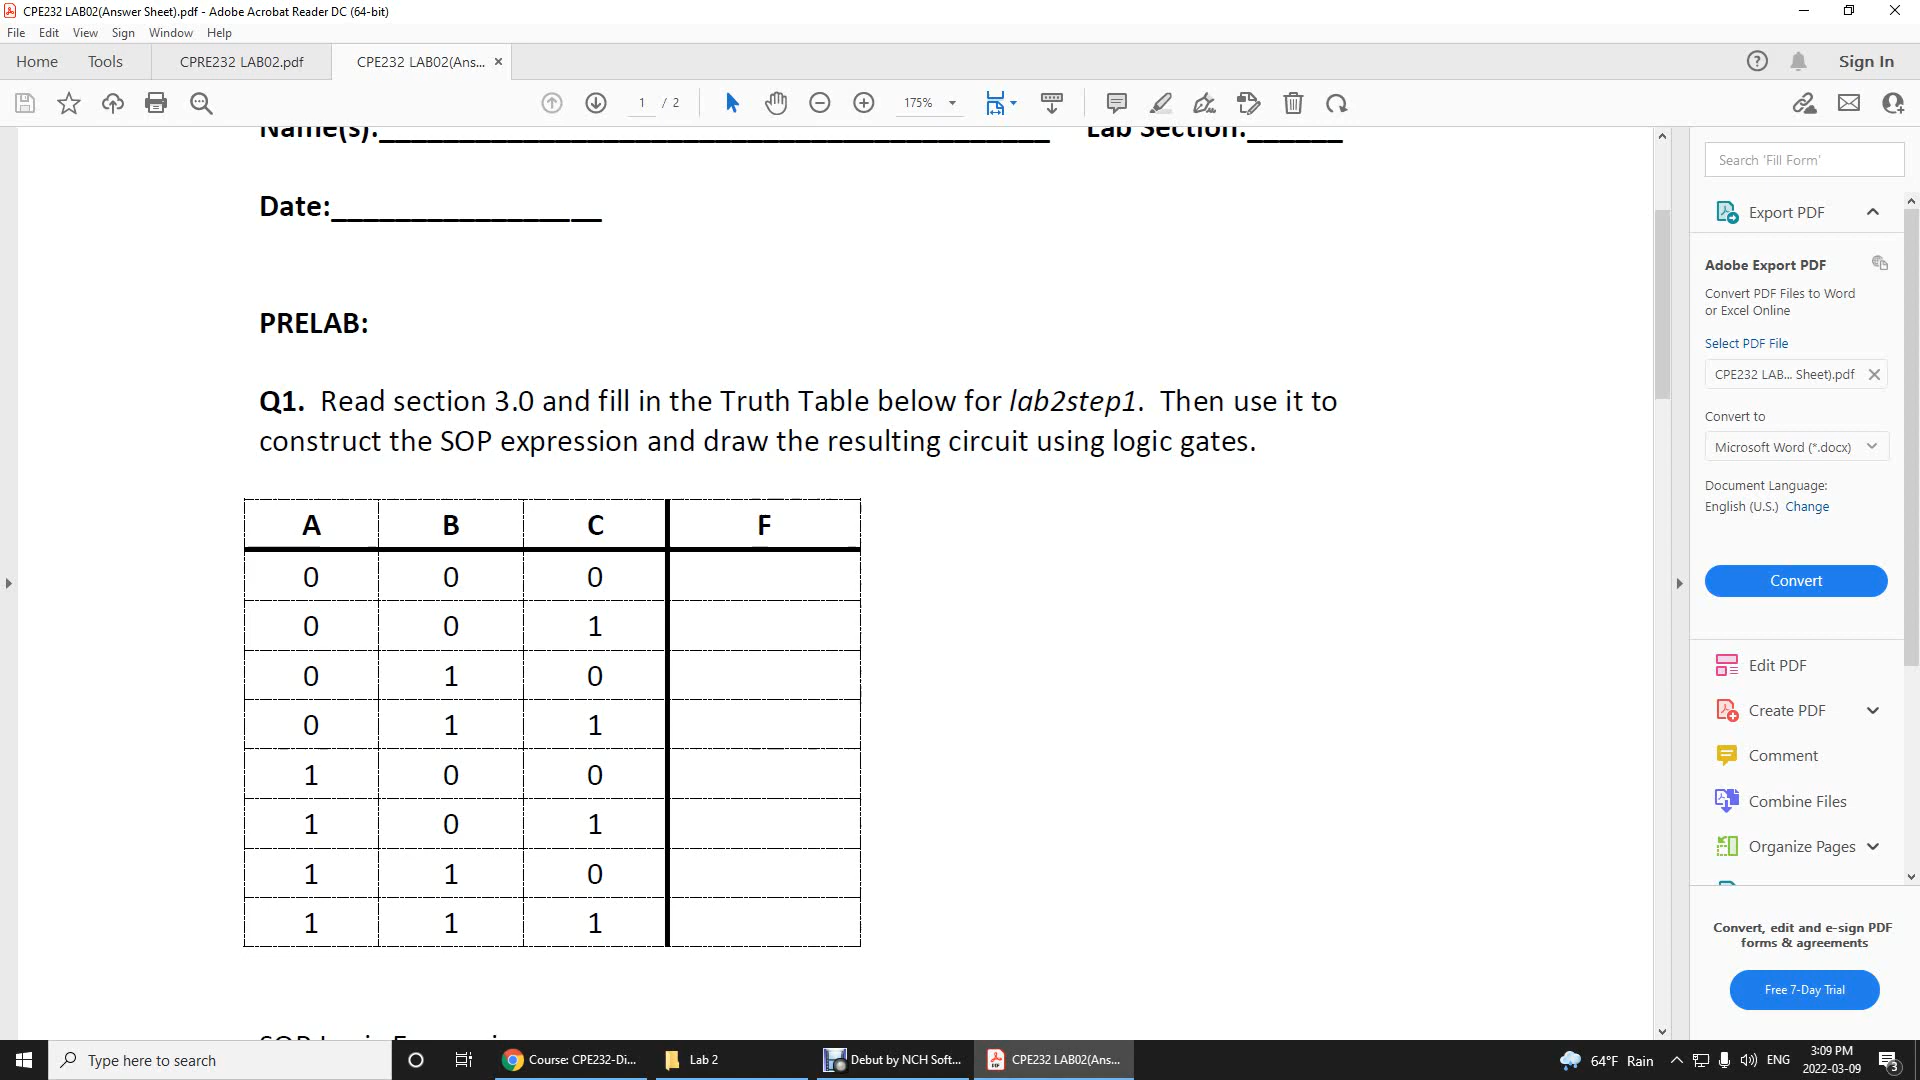 CPE232 LAB02(Answer Sheet).pdf - Adobe Acrobat Reader DC (64-bit)
File Edit View Sign Window Help
Home Tools CPRE232 LAB02.pdf CPE232 LAB02(Ans... × Sign In
1 / 2 175%
Name(s): Lab Section:
Date:
PRELAB:
Q1. Read section 3.0 and fill in the Truth Table below for lab2step1. Then use it to
construct the SOP expression and draw the resulting circuit using logic gates.
A B C F
0 0 0
0 0 1
0 1 0
0 1 1
1 0 0
1 0 1
1 1 0
1 1 1
Search 'Fill Form'
Export PDF
Adobe Export PDF
Convert PDF Files to Word
or Excel Online
Select PDF File
CPE232 LAB... Sheet).pdf
Convert to
Microsoft Word (*.docx)
Document Language:
English (U.S.) Change
Convert
Edit PDF
Create PDF
Comment
Combine Files
Organize Pages
Convert, edit and e-sign PDF
forms & agreements
Free 7-Day Trial
Type here to search
Course: CPE232-Di...
Lab 2
Debut by NCH Soft...
CPE232 LAB02(Ans...
64°F Rain
ENG
3:09 PM
2022-03-09
3